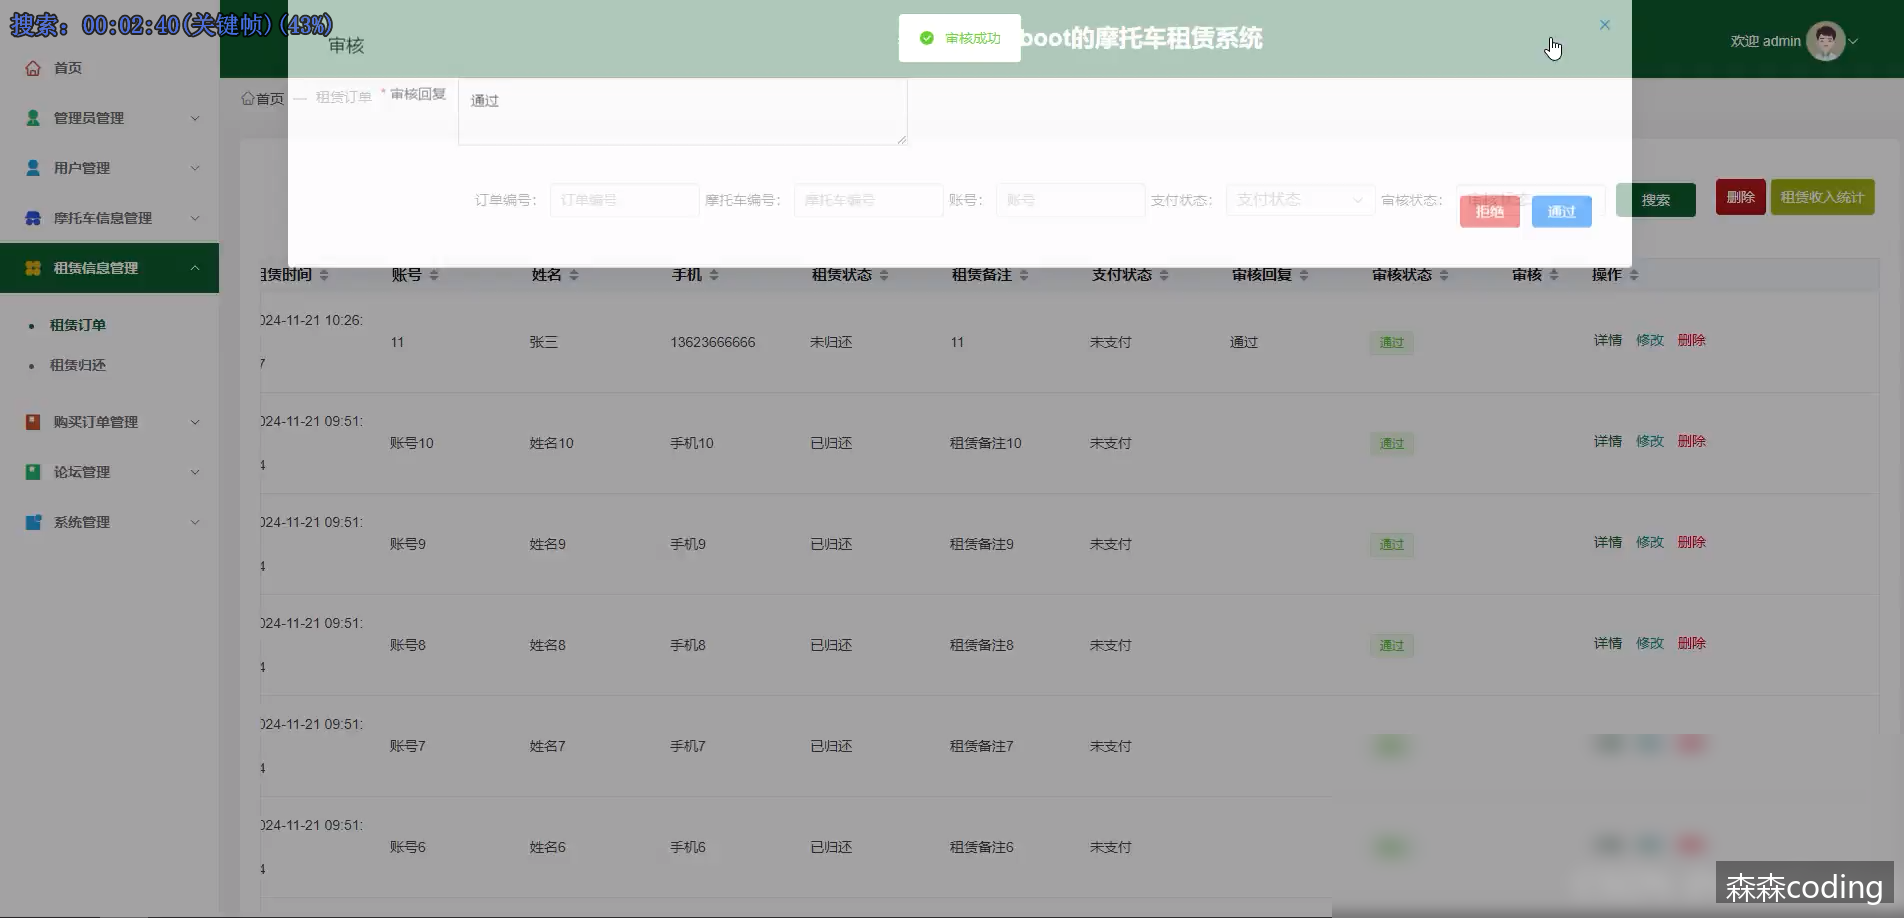 搜索: 00:02:40(关键帧)(43%)
审核
boot的摩托车租赁系统
审核成功
欢迎 admin
首页
管理员管理
用户管理
摩托车信息管理
租赁信息管理
租赁订单
租赁归还
购买订单管理
论坛管理
系统管理
首页 — 租赁订单
* 审核回复
通过
订单编号: 订单编号 摩托车编号: 摩托车编号 账号: 账号 支付状态: 支付状态 审核状态: 搜索 删除 租赁收入统计
拒绝 通过
租赁时间 账号 姓名 手机 租赁状态 租赁备注 支付状态 审核回复 审核状态 审核 操作
024-11-21 10:26:
7 11 张三 13623666666 未归还 11 未支付 通过 通过 详情 修改 删除
024-11-21 09:51:
4 账号10 姓名10 手机10 已归还 租赁备注10 未支付 通过 详情 修改 删除
024-11-21 09:51:
4 账号9 姓名9 手机9 已归还 租赁备注9 未支付 通过 详情 修改 删除
024-11-21 09:51:
4 账号8 姓名8 手机8 已归还 租赁备注8 未支付 通过 详情 修改 删除
024-11-21 09:51:
4 账号7 姓名7 手机7 已归还 租赁备注7 未支付
024-11-21 09:51:
4 账号6 姓名6 手机6 已归还 租赁备注6 未支付
森森coding